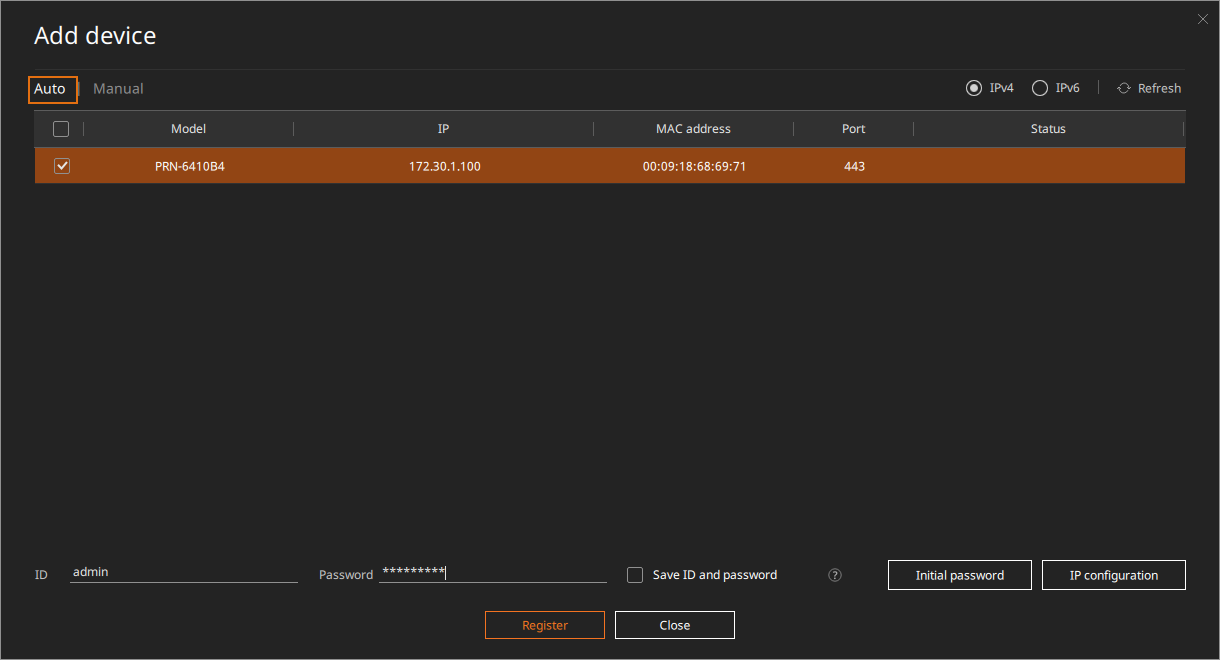 Add device
Auto Manual IPv4 IPv6 Refresh
Model IP MAC address Port Status
PRN-6410B4 172.30.1.100 00:09:18:68:69:71 443
ID admin Password ********* Save ID and password ? Initial password IP configuration
Register Close